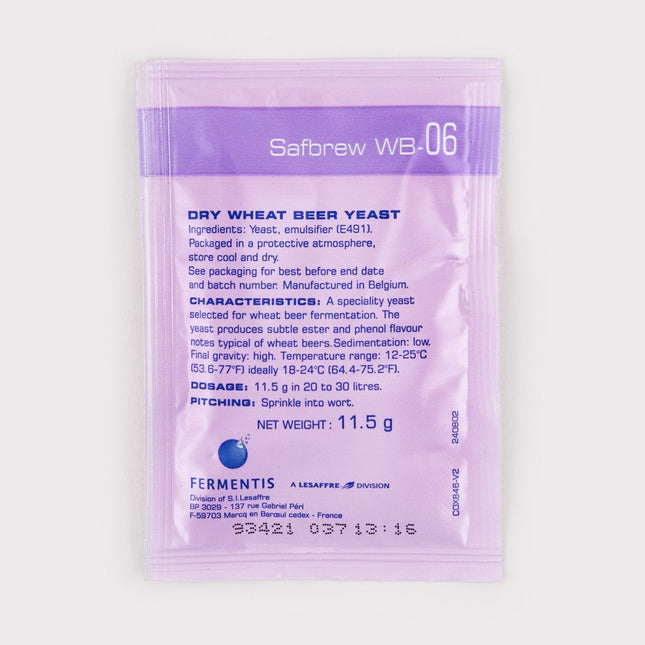 Safbrew WB-06
DRY WHEAT BEER YEAST
Ingredients: Yeast, emulsifier (E491).
Packaged in a protective atmosphere,
store cool and dry.
See packaging for best before end date
and batch number. Manufactured in Belgium.
CHARACTERISTICS: A speciality yeast
selected for wheat beer fermentation. The
yeast produces subtle ester and phenol flavour
notes typical of wheat beers.Sedimentation: low.
Final gravity: high. Temperature range: 12-25°C
(53.6-77°F) ideally 18-24°C (64.4-75.2°F).
DOSAGE: 11.5 g in 20 to 30 litres.
PITCHING: Sprinkle into wort.
NET WEIGHT: 11.5 g
FERMENTIS A LESAFFRE DIVISION
Division of S.I.Lesaffre
BP 3029 - 137 rue Gabriel Péri
F-59703 Marcq en Barœul cedex - France
93421 037 13:16
COX646-V2 240802